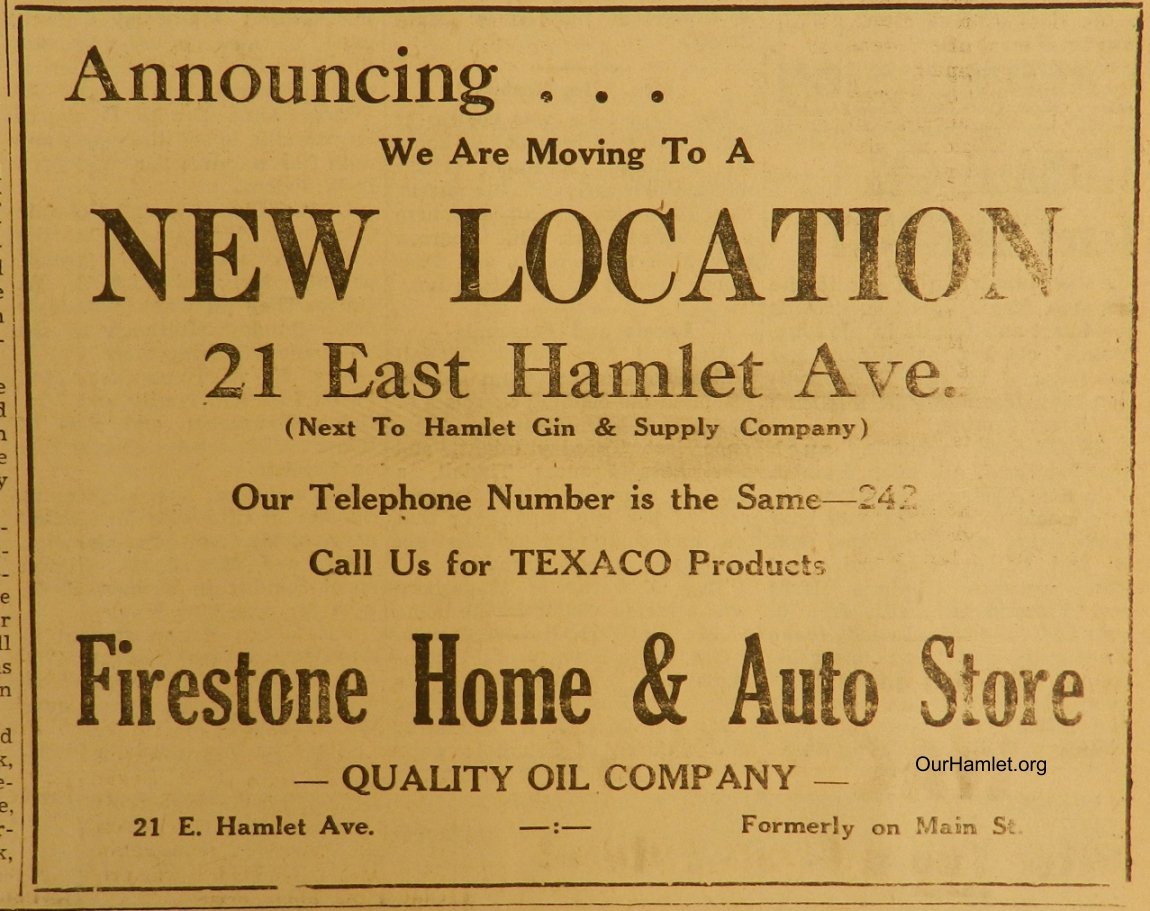 Announcing . . .
We Are Moving To A
NEW LOCATION
21 East Hamlet Ave.
(Next To Hamlet Gin & Supply Company)
Our Telephone Number is the Same—242
Call Us for TEXACO Products
Firestone Home & Auto Store
OurHamlet.org
— QUALITY OIL COMPANY —
21 E. Hamlet Ave. —:— Formerly on Main St.